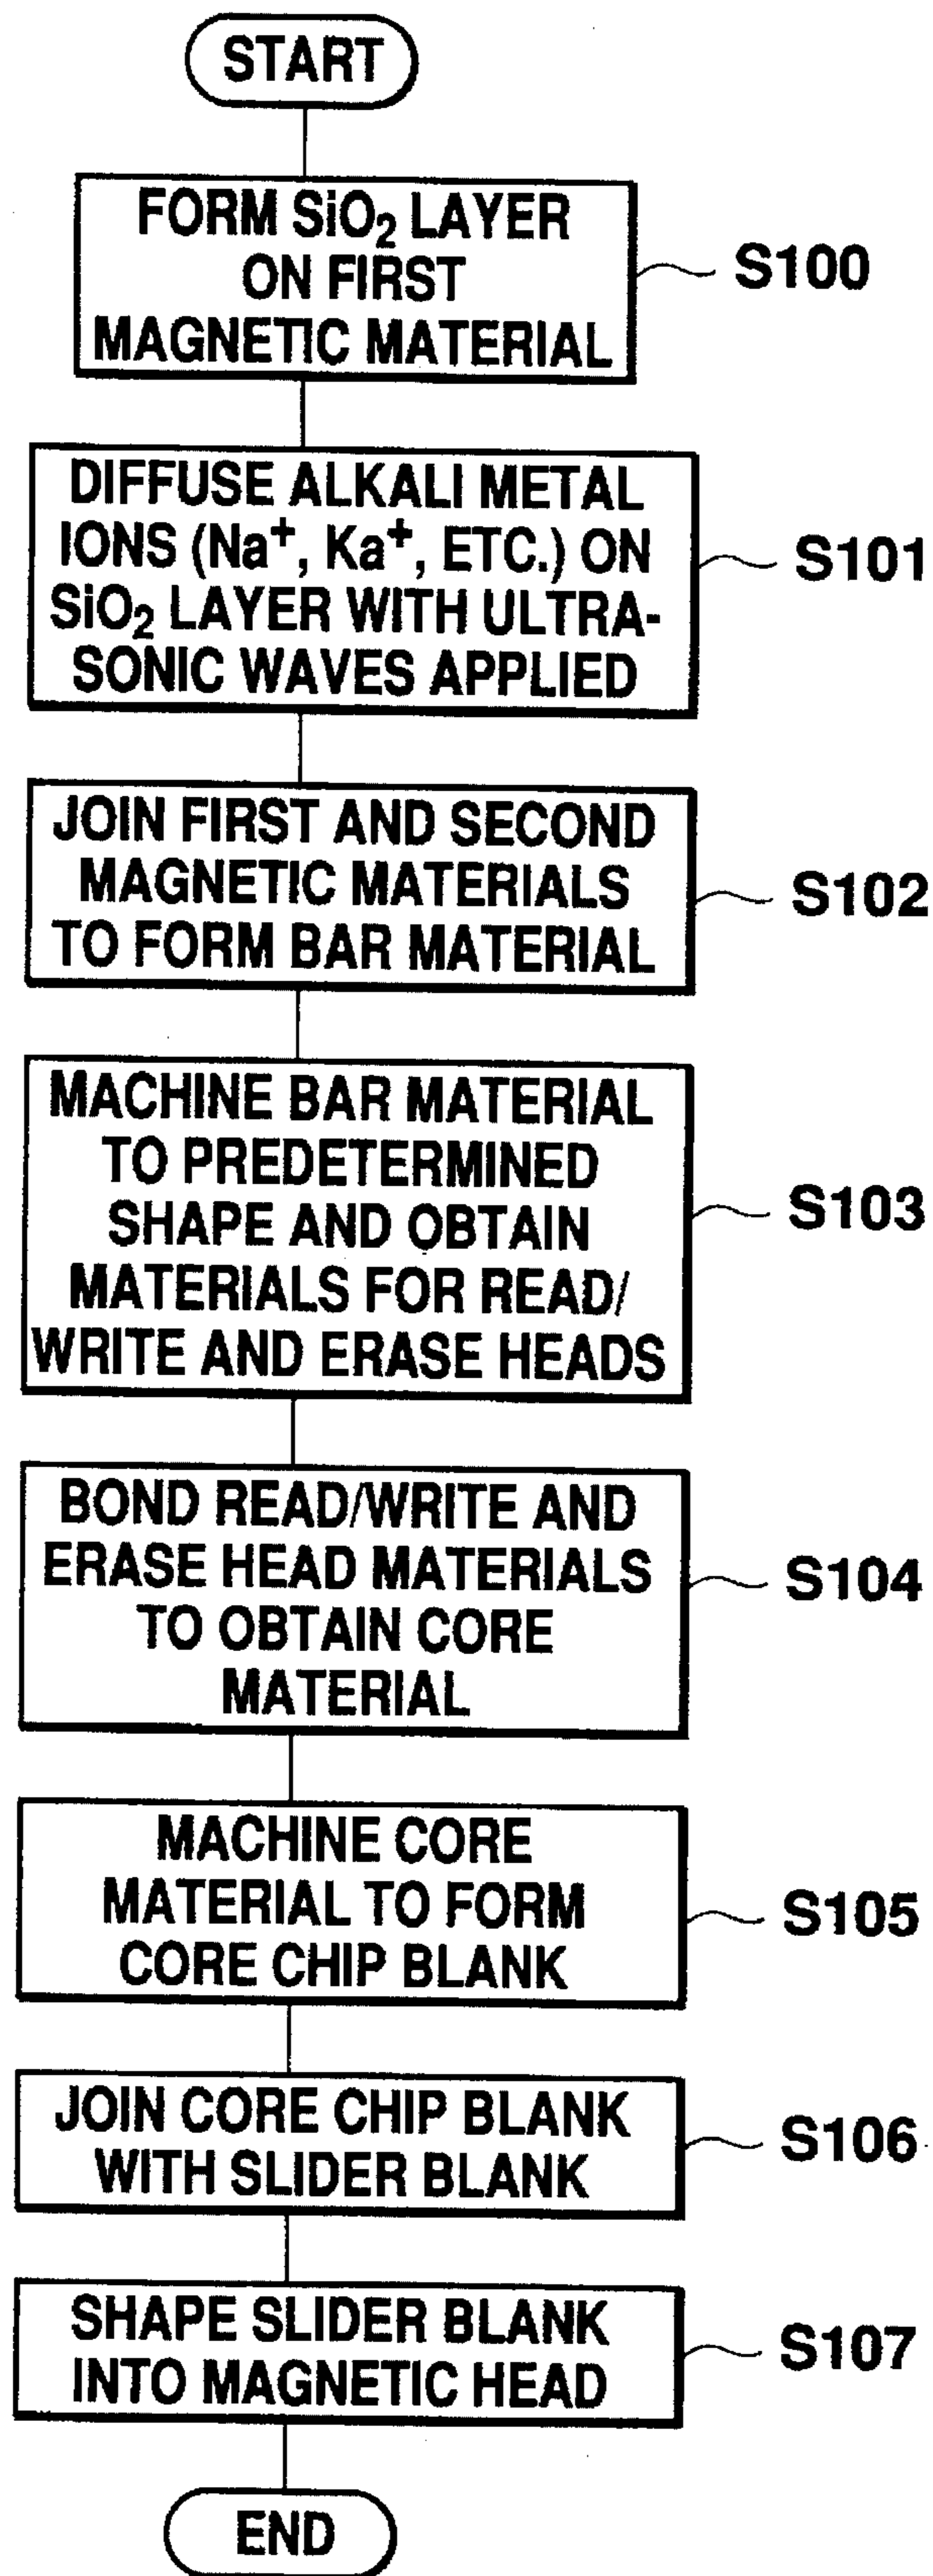 START
FORM SiO₂ LAYER
ON FIRST
MAGNETIC MATERIAL
S100
DIFFUSE ALKALI METAL
IONS (Na⁺, Ka⁺, ETC.) ON
SiO₂ LAYER WITH ULTRA-
SONIC WAVES APPLIED
S101
JOIN FIRST AND SECOND
MAGNETIC MATERIALS
TO FORM BAR MATERIAL
S102
MACHINE BAR MATERIAL
TO PREDETERMINED
SHAPE AND OBTAIN
MATERIALS FOR READ/
WRITE AND ERASE HEADS
S103
BOND READ/WRITE AND
ERASE HEAD MATERIALS
TO OBTAIN CORE
MATERIAL
S104
MACHINE CORE
MATERIAL TO FORM
CORE CHIP BLANK
S105
JOIN CORE CHIP BLANK
WITH SLIDER BLANK
S106
SHAPE SLIDER BLANK
INTO MAGNETIC HEAD
S107
END